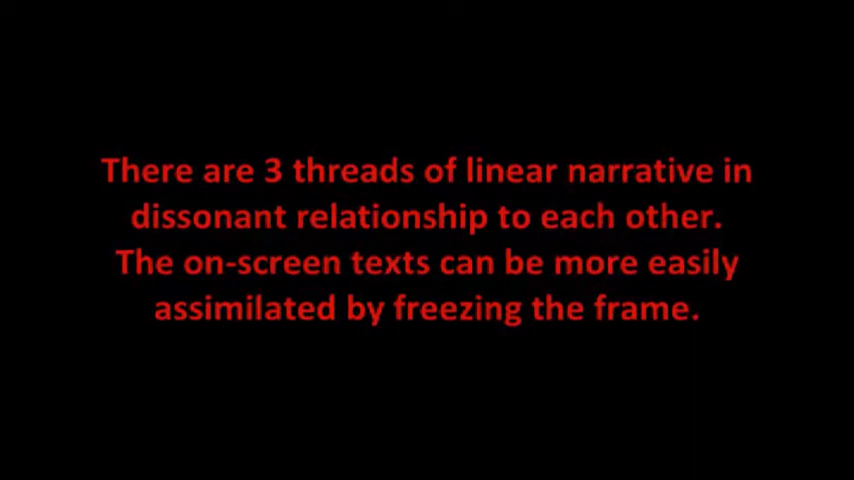 There are 3 threads of linear narrative in
dissonant relationship to each other.
The on-screen texts can be more easily
assimilated by freezing the frame.